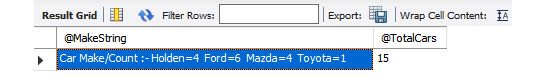 Result Grid Filter Rows: Export: Wrap Cell Content: IA
@MakeString @TotalCars
Car Make/Count :- Holden=4 Ford=6 Mazda=4 Toyota=1 15